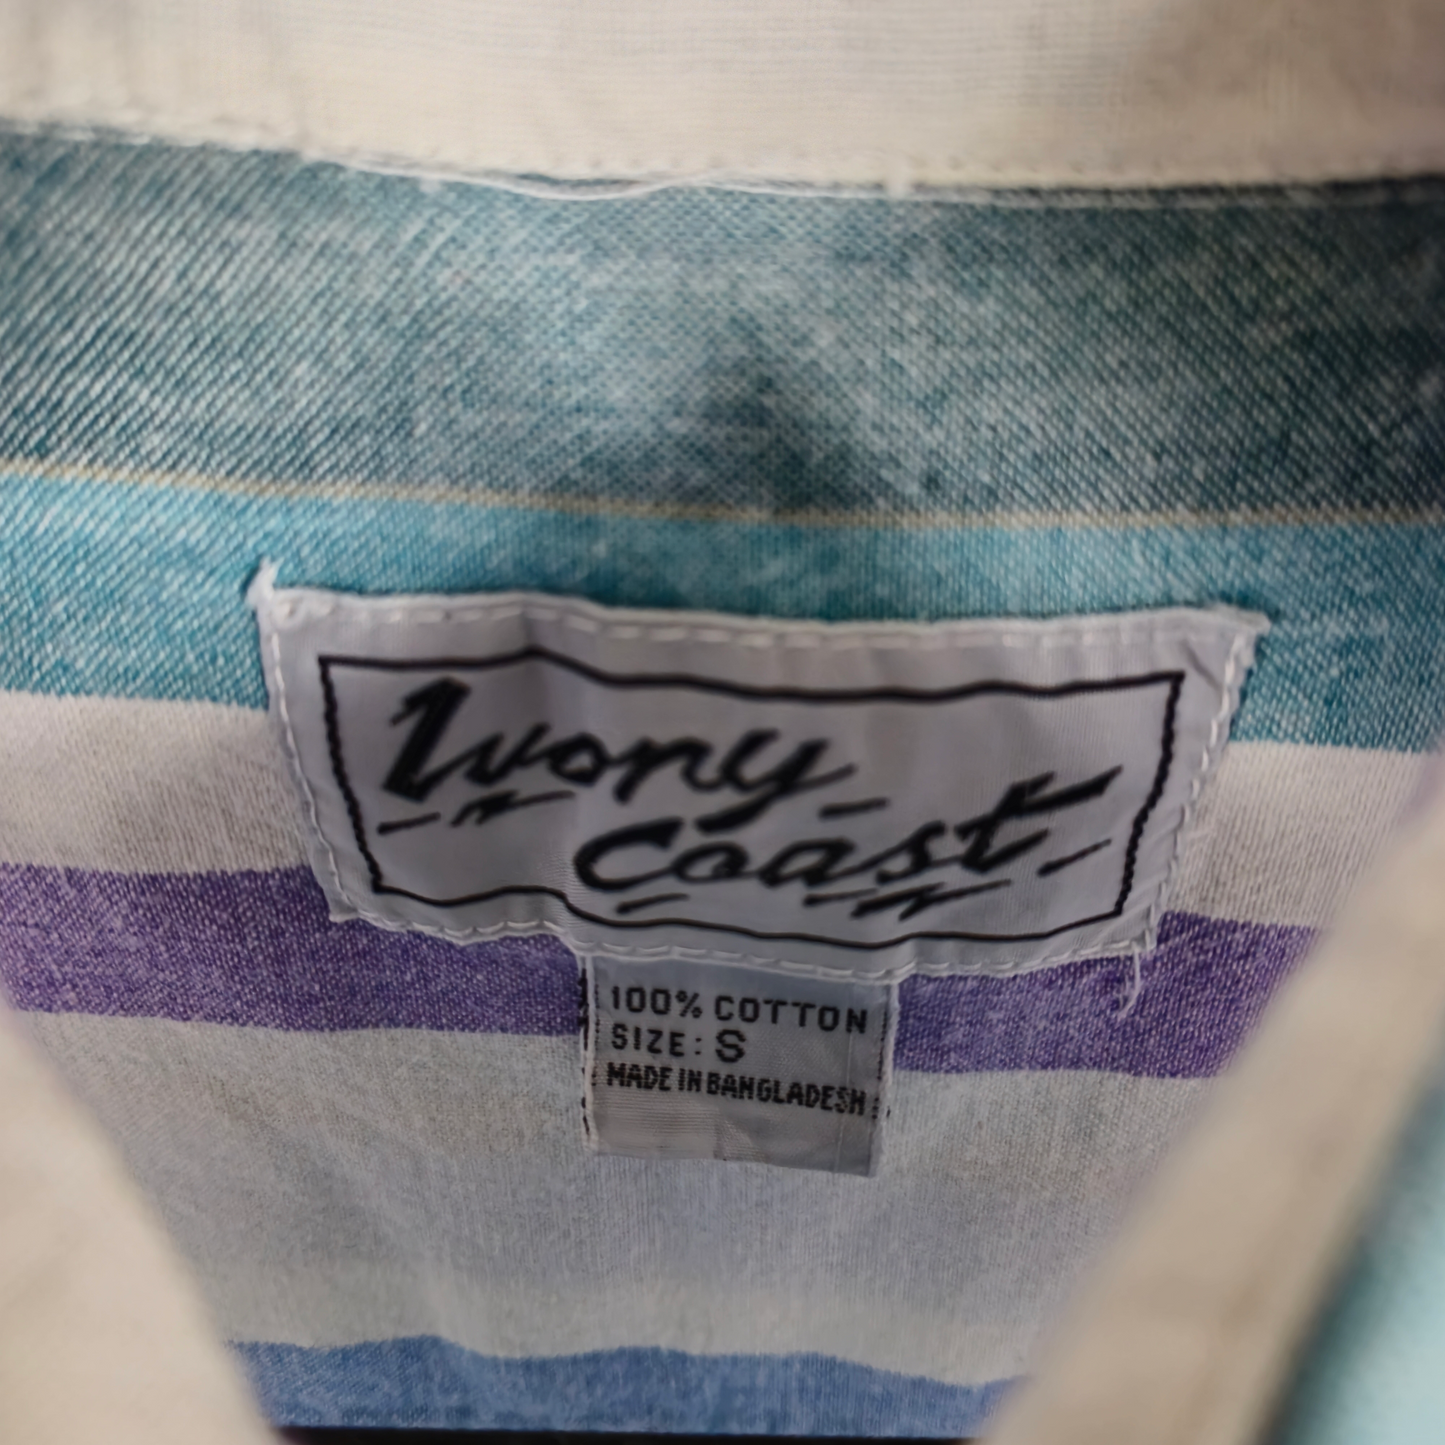 Ivory
Coast
100% COTTON
SIZE: S
MADE IN BANGLADESH